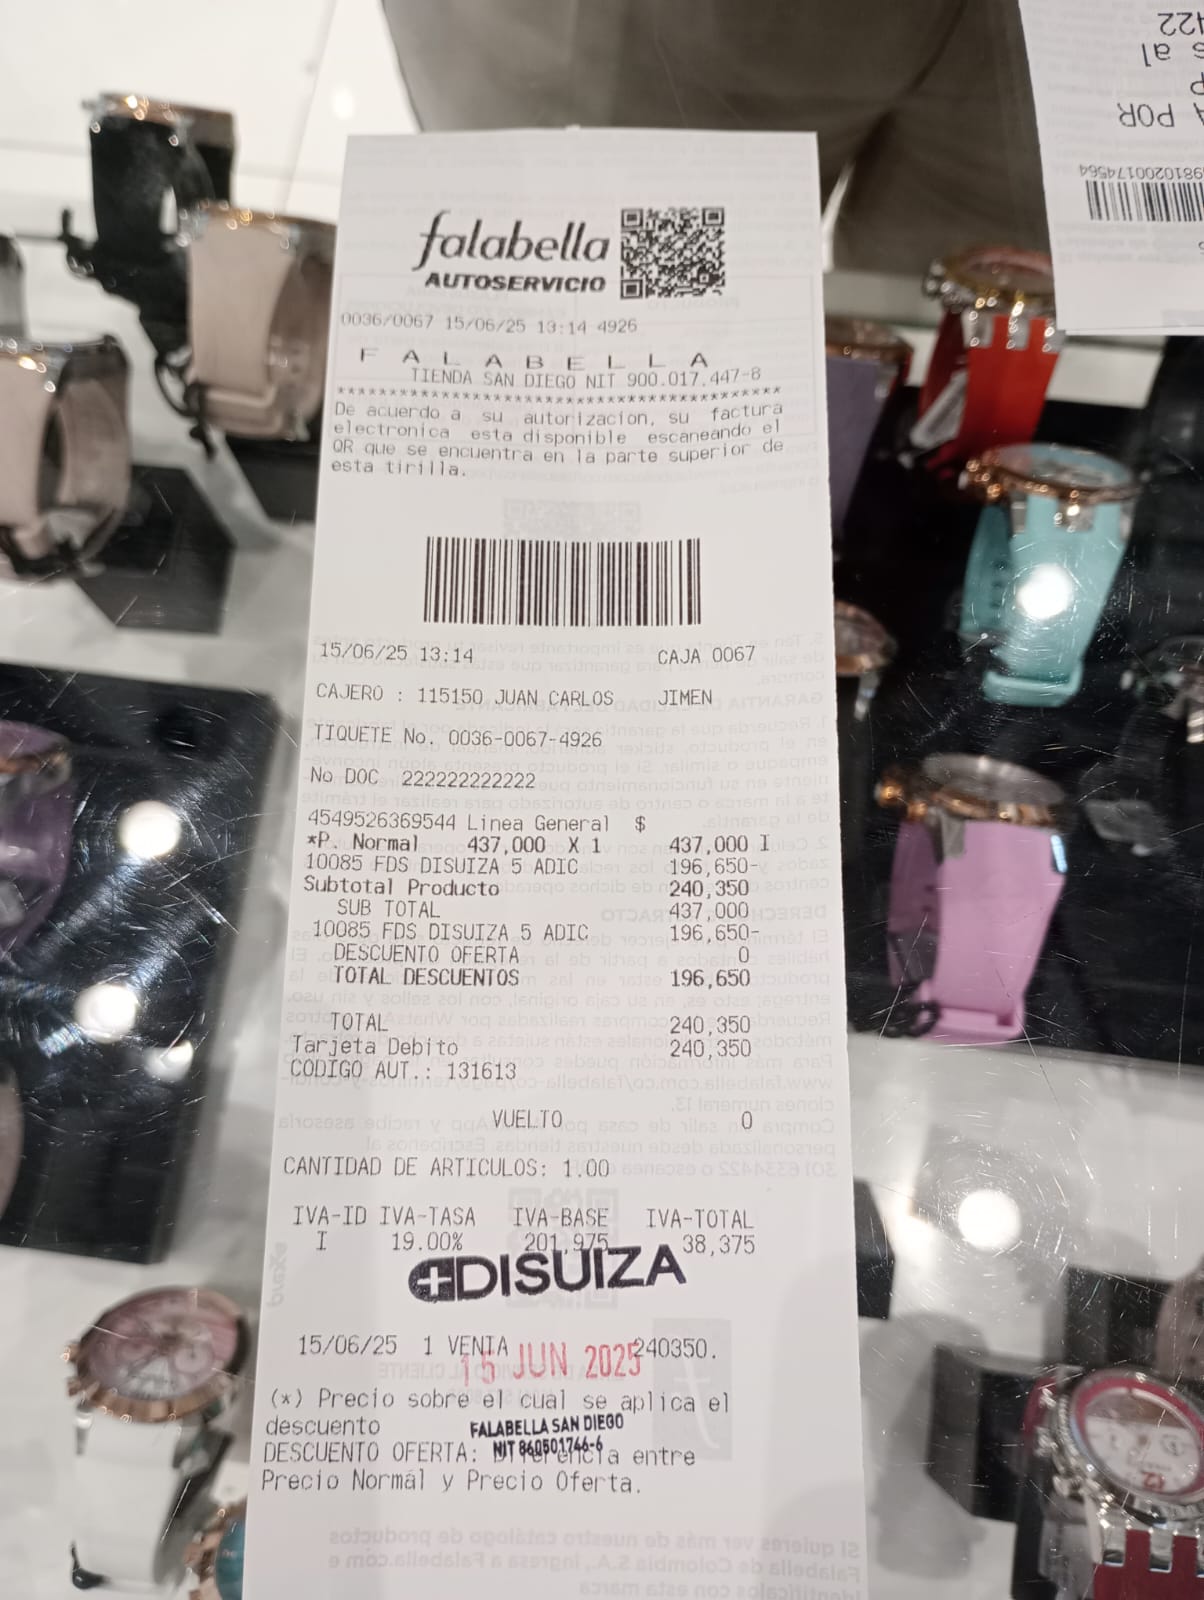 falabella
AUTOSERVICIO
0036/0067 15/06/25 13:14 4926
F A L A B E L L A
TIENDA SAN DIEGO NIT 900.017.447-8
****************************************
De acuerdo a su autorizacion, su factura
electronica esta disponible escaneando el
QR que se encuentra en la parte superior de
esta tirilla.
15/06/25 13:14 CAJA 0067
CAJERO : 115150 JUAN CARLOS JIMEN
TIQUETE No. 0036-0067-4926
No DOC 222222222222
4549526369544 Linea General $
*P. Normal 437,000 X 1 437,000 I
10085 FDS DISUIZA 5 ADIC 196,650-
Subtotal Producto 240,350
SUB TOTAL 437,000
10085 FDS DISUIZA 5 ADIC 196,650-
DESCUENTO OFERTA 0
TOTAL DESCUENTOS 196,650
TOTAL 240,350
Tarjeta Debito 240,350
CODIGO AUT.: 131613
VUELTO 0
CANTIDAD DE ARTICULOS: 1.00
IVA-ID IVA-TASA IVA-BASE IVA-TOTAL
I 19.00% 201,975 38,375
DISUIZA
15/06/25 1 VENTA 240350.
15 JUN 2025
(*) Precio sobre el cual se aplica el
descuento
FALABELLA SAN DIEGO
NIT 860501746-6
DESCUENTO OFERTA: Diferencia entre
Precio Normal y Precio Oferta.
422
s al
A POR
9810200174564